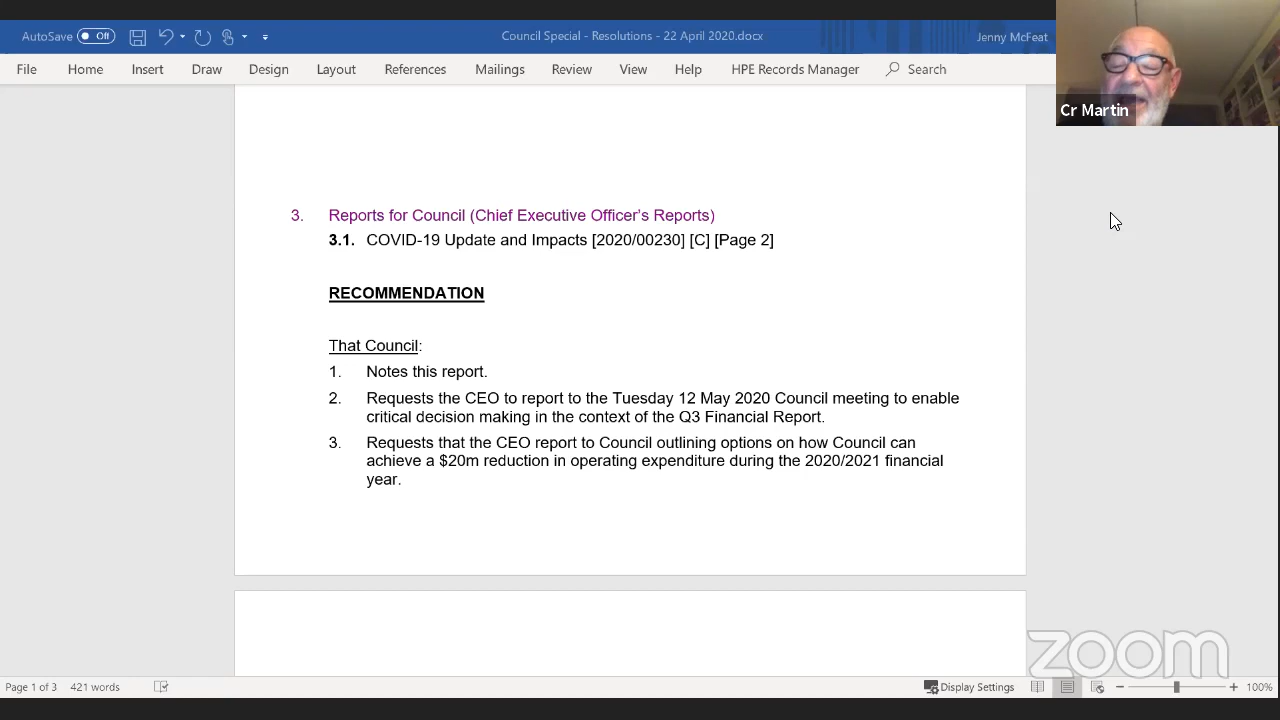 AutoSave Off
Council Special - Resolutions - 22 April 2020.docx
Jenny McFeat
File Home Insert Draw Design Layout References Mailings Review View Help HPE Records Manager Search
Cr Martin
3. Reports for Council (Chief Executive Officer's Reports)
3.1. COVID-19 Update and Impacts [2020/00230] [C] [Page 2]
RECOMMENDATION
That Council:
1. Notes this report.
2. Requests the CEO to report to the Tuesday 12 May 2020 Council meeting to enable
critical decision making in the context of the Q3 Financial Report.
3. Requests that the CEO report to Council outlining options on how Council can
achieve a $20m reduction in operating expenditure during the 2020/2021 financial
year.
zoom
Page 1 of 3 421 words Display Settings 100%